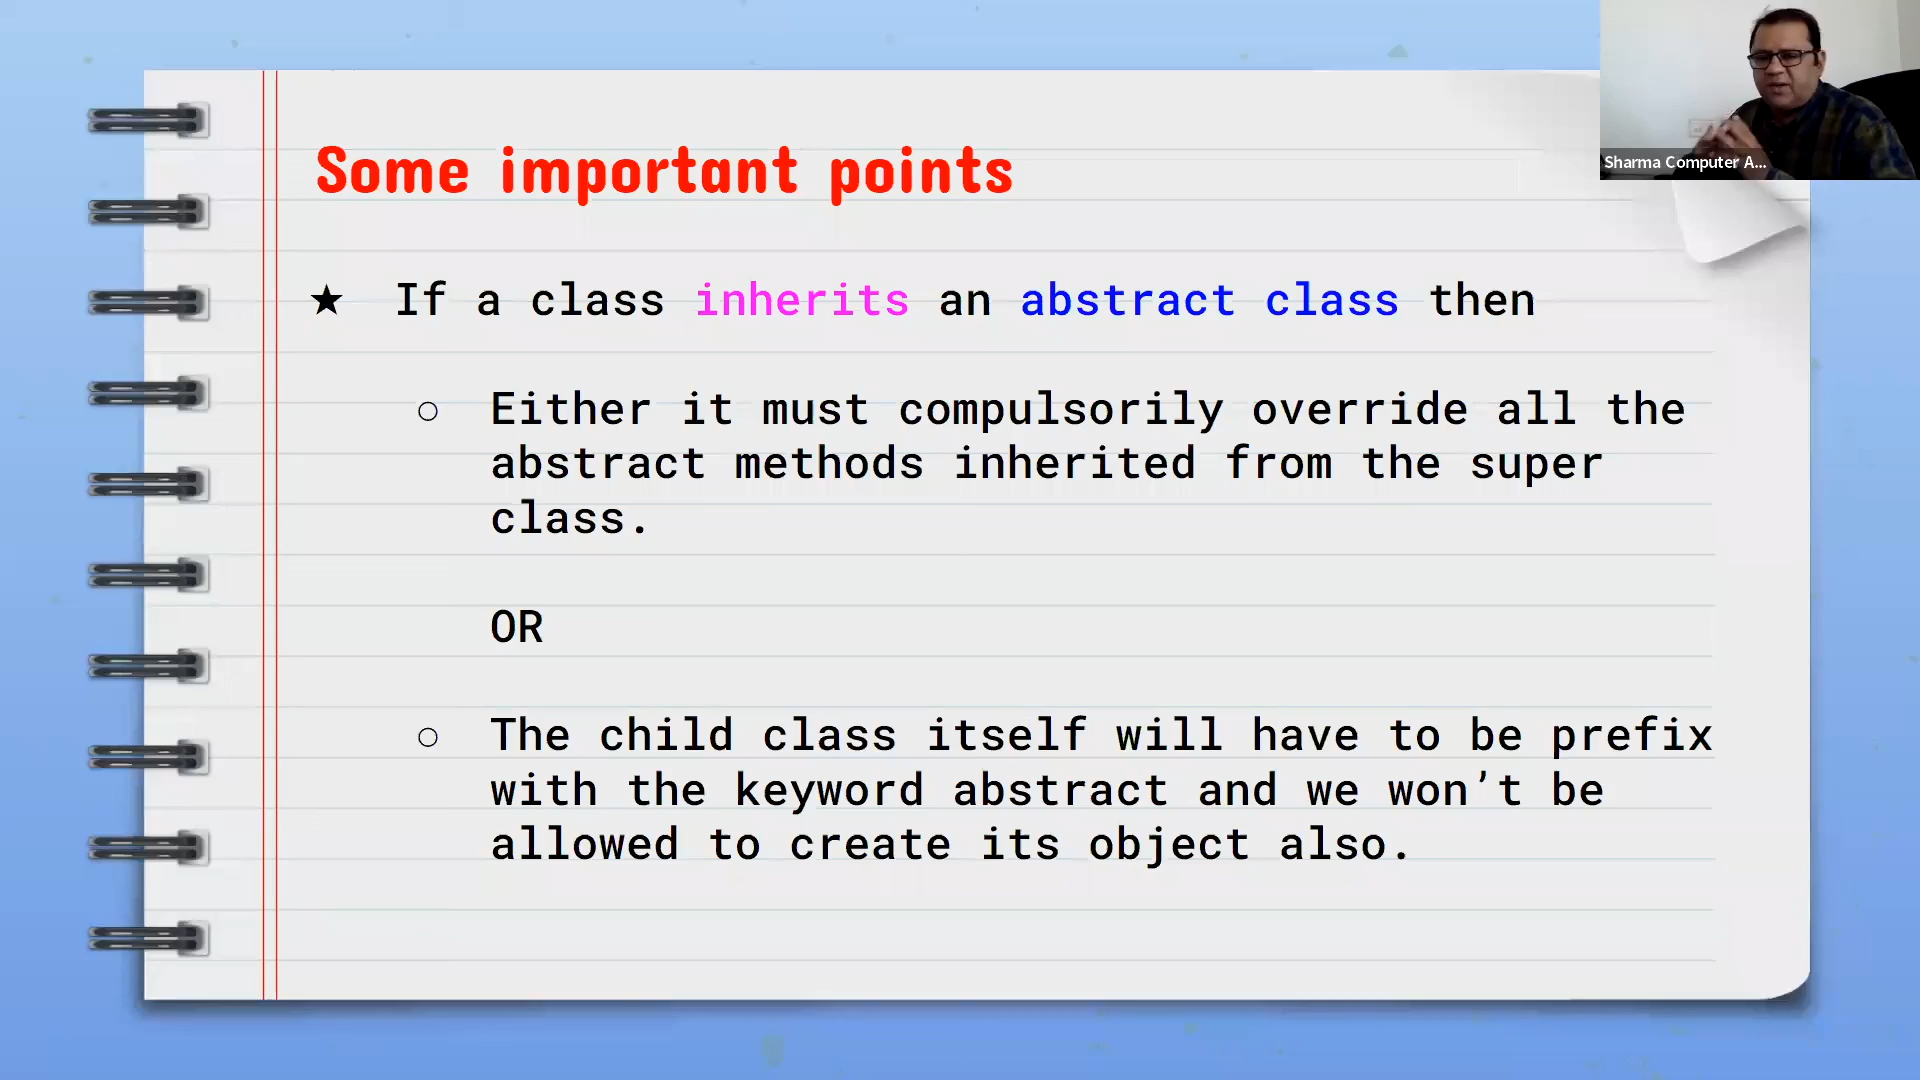 Sharma Computer A...
Some important points
★ If a class inherits an abstract class then
○ Either it must compulsorily override all the
abstract methods inherited from the super
class.
OR
○ The child class itself will have to be prefix
with the keyword abstract and we won’t be
allowed to create its object also.